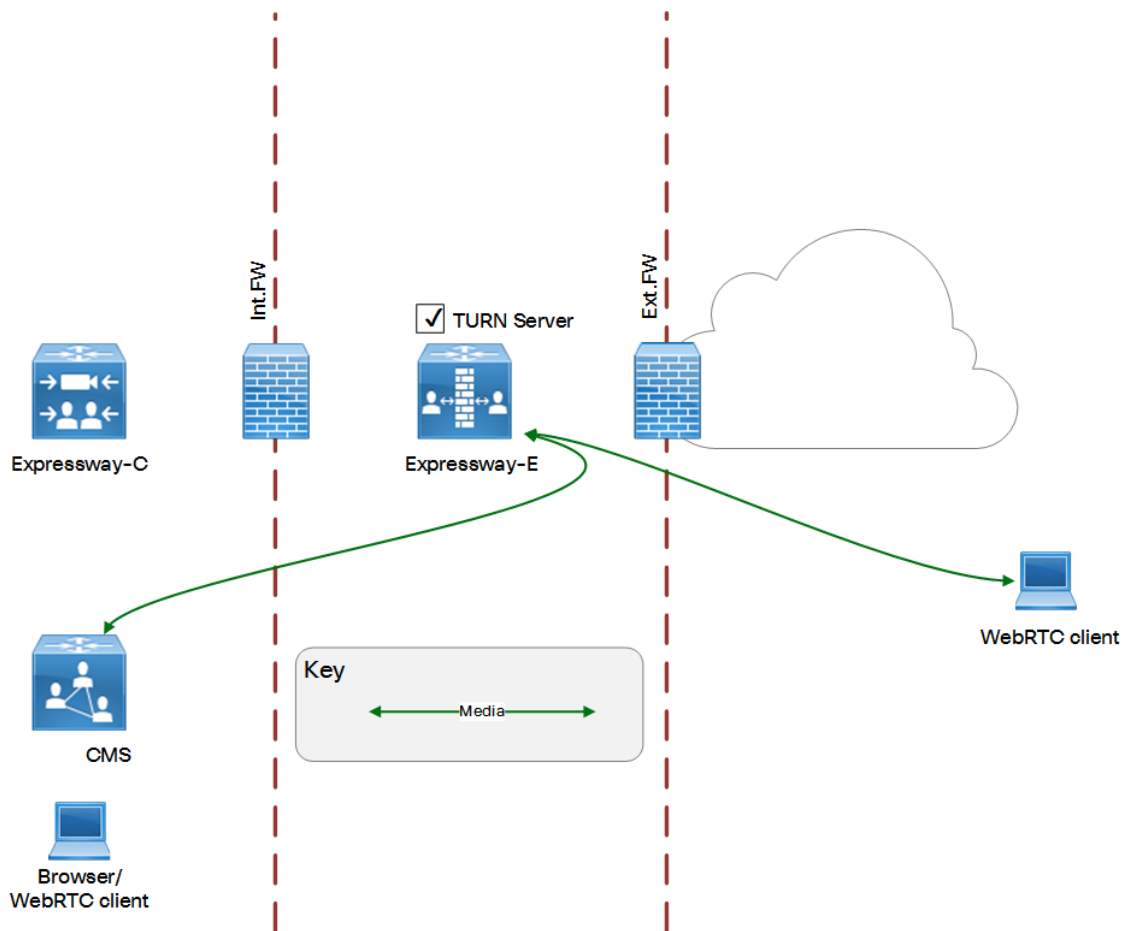 Int.FW
Ext.FW
✓ TURN Server
Expressway-C
Expressway-E
WebRTC client
Key
Media
CMS
Browser/
WebRTC client